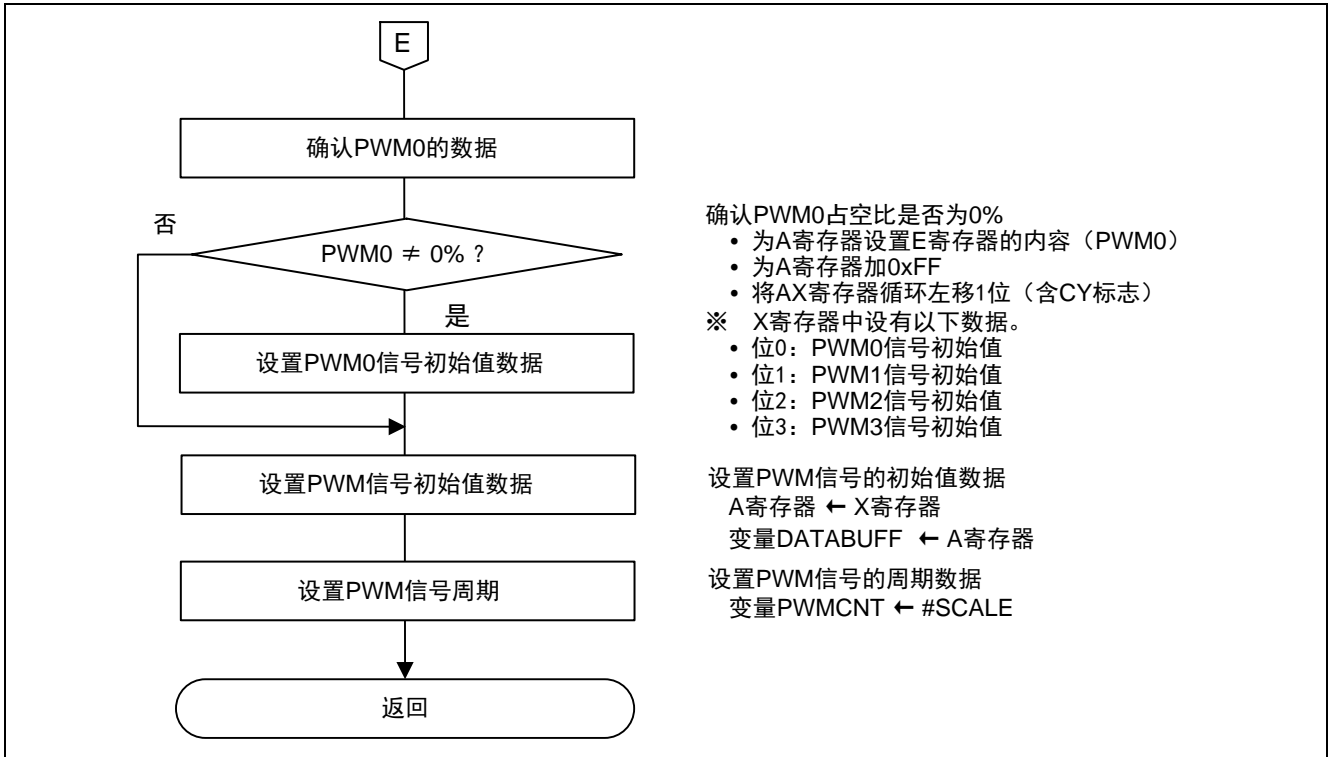 E
确认PWM0的数据
否
PWM0 ≠ 0% ?
是
设置PWM0信号初始值数据
设置PWM信号初始值数据
设置PWM信号周期
返回
确认PWM0占空比是否为0%
• 为A寄存器设置E寄存器的内容（PWM0）
• 为A寄存器加0xFF
• 将AX寄存器循环左移1位（含CY标志）
※ X寄存器中设有以下数据。
• 位0：PWM0信号初始值
• 位1：PWM1信号初始值
• 位2：PWM2信号初始值
• 位3：PWM3信号初始值
设置PWM信号的初始值数据
A寄存器 ← X寄存器
变量DATABUFF ← A寄存器
设置PWM信号的周期数据
变量PWMCNT ← #SCALE